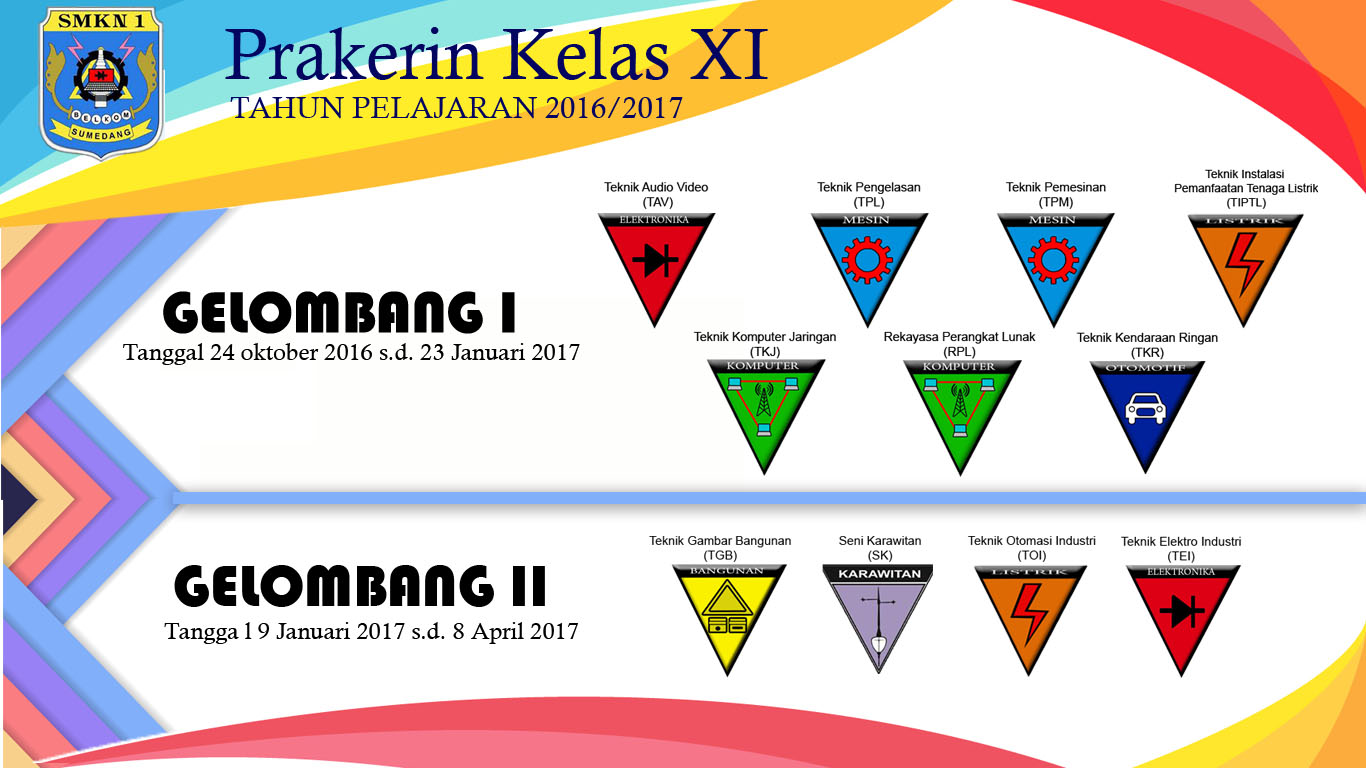 SMKN 1
BELKOM
SUMEDANG
Prakerin Kelas XI
TAHUN PELAJARAN 2016/2017
GELOMBANG I
Tanggal 24 oktober 2016 s.d. 23 Januari 2017
Teknik Audio Video
(TAV)
ELEKTRONIKA
Teknik Pengelasan
(TPL)
MESIN
Teknik Pemesinan
(TPM)
MESIN
Teknik Instalasi
Pemanfaatan Tenaga Listrik
(TIPTL)
LISTRIK
Teknik Komputer Jaringan
(TKJ)
KOMPUTER
Rekayasa Perangkat Lunak
(RPL)
KOMPUTER
Teknik Kendaraan Ringan
(TKR)
OTOMOTIF
GELOMBANG II
Tangga l 9 Januari 2017 s.d. 8 April 2017
Teknik Gambar Bangunan
(TGB)
BANGUNAN
Seni Karawitan
(SK)
KARAWITAN
Teknik Otomasi Industri
(TOI)
LISTRIK
Teknik Elektro Industri
(TEI)
ELEKTRONIKA